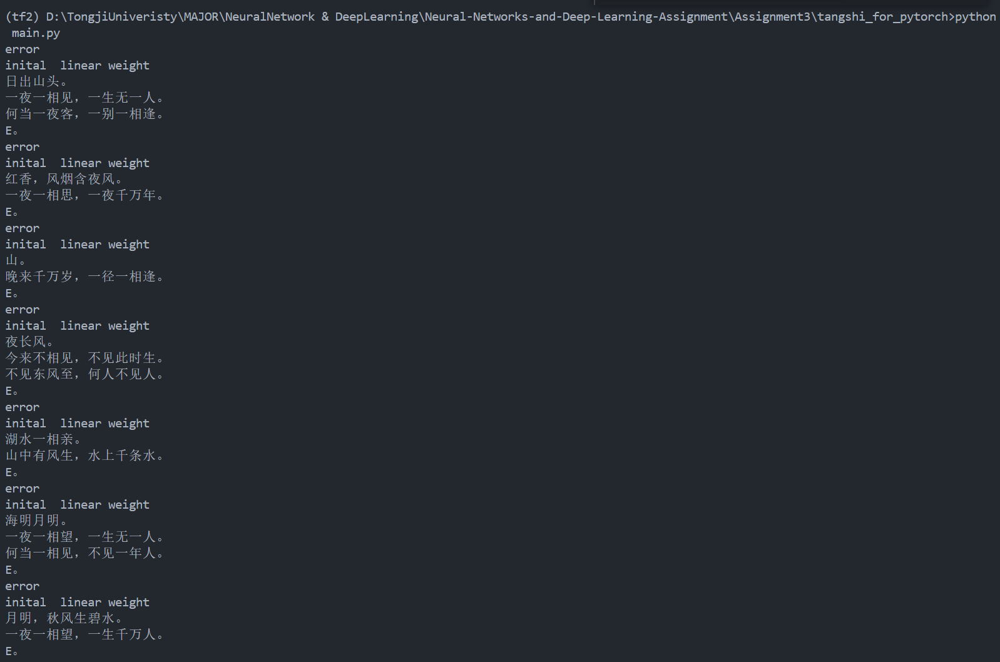 (tf2) D:\TongjiUniveristy\MAJOR\NeuralNetwork & DeepLearning\Neural-Networks-and-Deep-Learning-Assignment\Assignment3\tangshi_for_pytorch>python
 main.py
error
inital  linear weight
日出山头。
一夜一相见，一生无一人。
何当一夜客，一别一相逢。
E。
error
inital  linear weight
红香，风烟含夜风。
一夜一相思，一夜千万年。
E。
error
inital  linear weight
山。
晚来千万岁，一径一相逢。
E。
error
inital  linear weight
夜长风。
今来不相见，不见此时生。
不见东风至，何人不见人。
E。
error
inital  linear weight
湖水一相亲。
山中有风生，水上千条水。
E。
error
inital  linear weight
海明月明。
一夜一相望，一生无一人。
何当一相见，不见一年人。
E。
error
inital  linear weight
月明，秋风生碧水。
一夜一相望，一生千万人。
E。